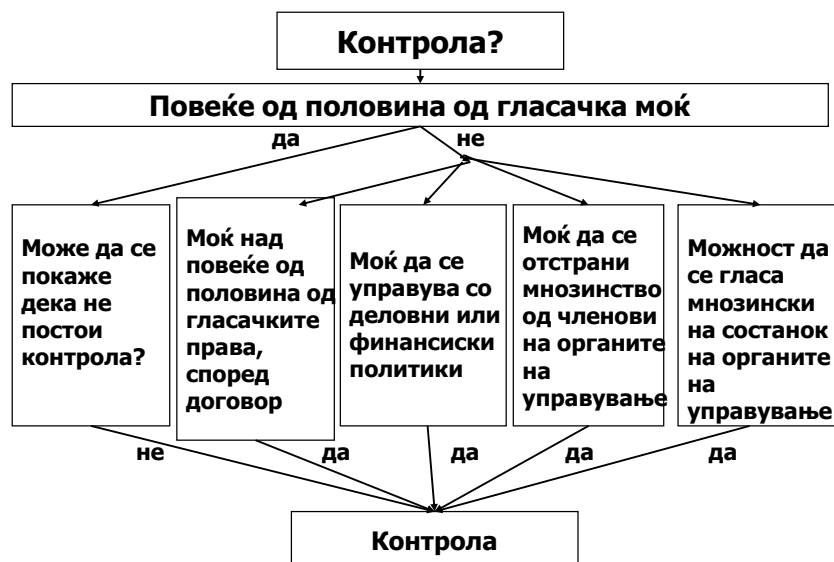 Контрола?
Повеќе од половина од гласачка моќ
да
не
Може да се
покаже
дека не
постои
контрола?
Моќ над
повеќе од
половина од
гласачките
права,
според
договор
Моќ да се
управува со
деловни или
финансиски
политики
Моќ да се
отстрани
мнозинство
од членови
на органите
на
управување
Можност да
се гласа
мнозински
на состанок
на органите
на
управување
не
да
да
да
да
Контрола